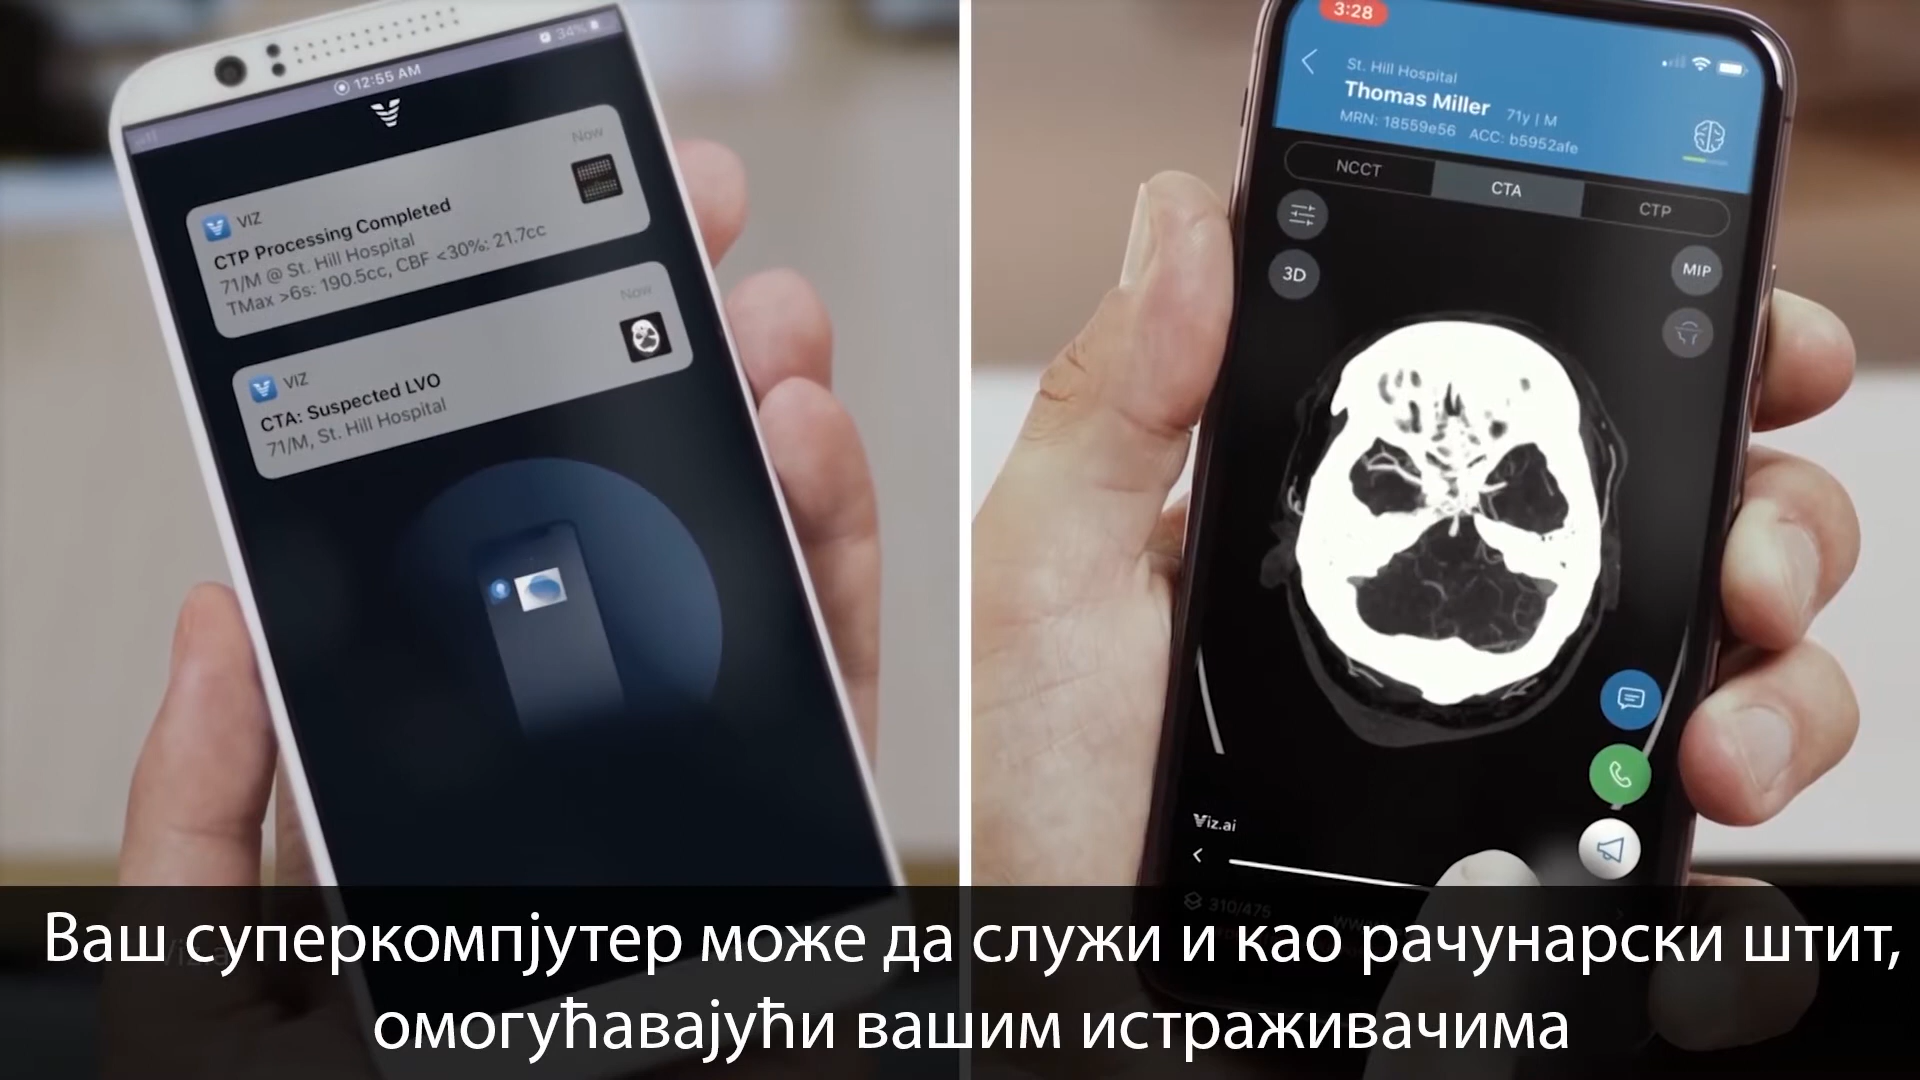 12:55 AM
34%
Now
VIZ
CTP Processing Completed
71/M @ St. Hill Hospital
TMax >6s: 190.5cc, CBF <30%: 21.7cc
Now
VIZ
CTA: Suspected LVO
71/M, St. Hill Hospital
3:28
St. Hill Hospital
Thomas Miller 71y | M
MRN: 18559e56 ACC: b5952afe
NCCT CTA CTP
3D
MIP
Viz.ai
310/475
Ваш суперкомпјутер може да служи и као рачунарски штит,
омогућавајући вашим истраживачима